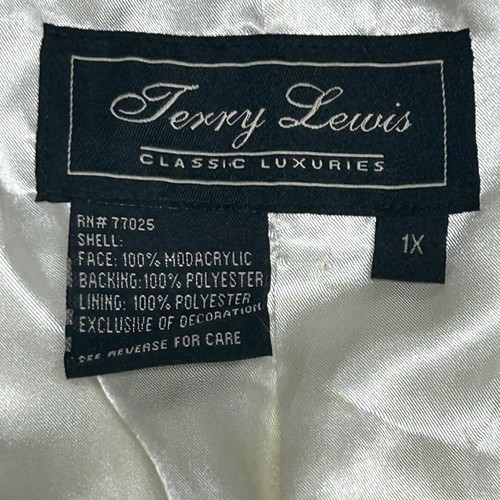 Terry Lewis
CLASSIC LUXURIES
1X
RN# 77025
SHELL:
FACE: 100% MODACRYLIC
BACKING: 100% POLYESTER
LINING: 100% POLYESTER
EXCLUSIVE OF DECORATION
SEE REVERSE FOR CARE